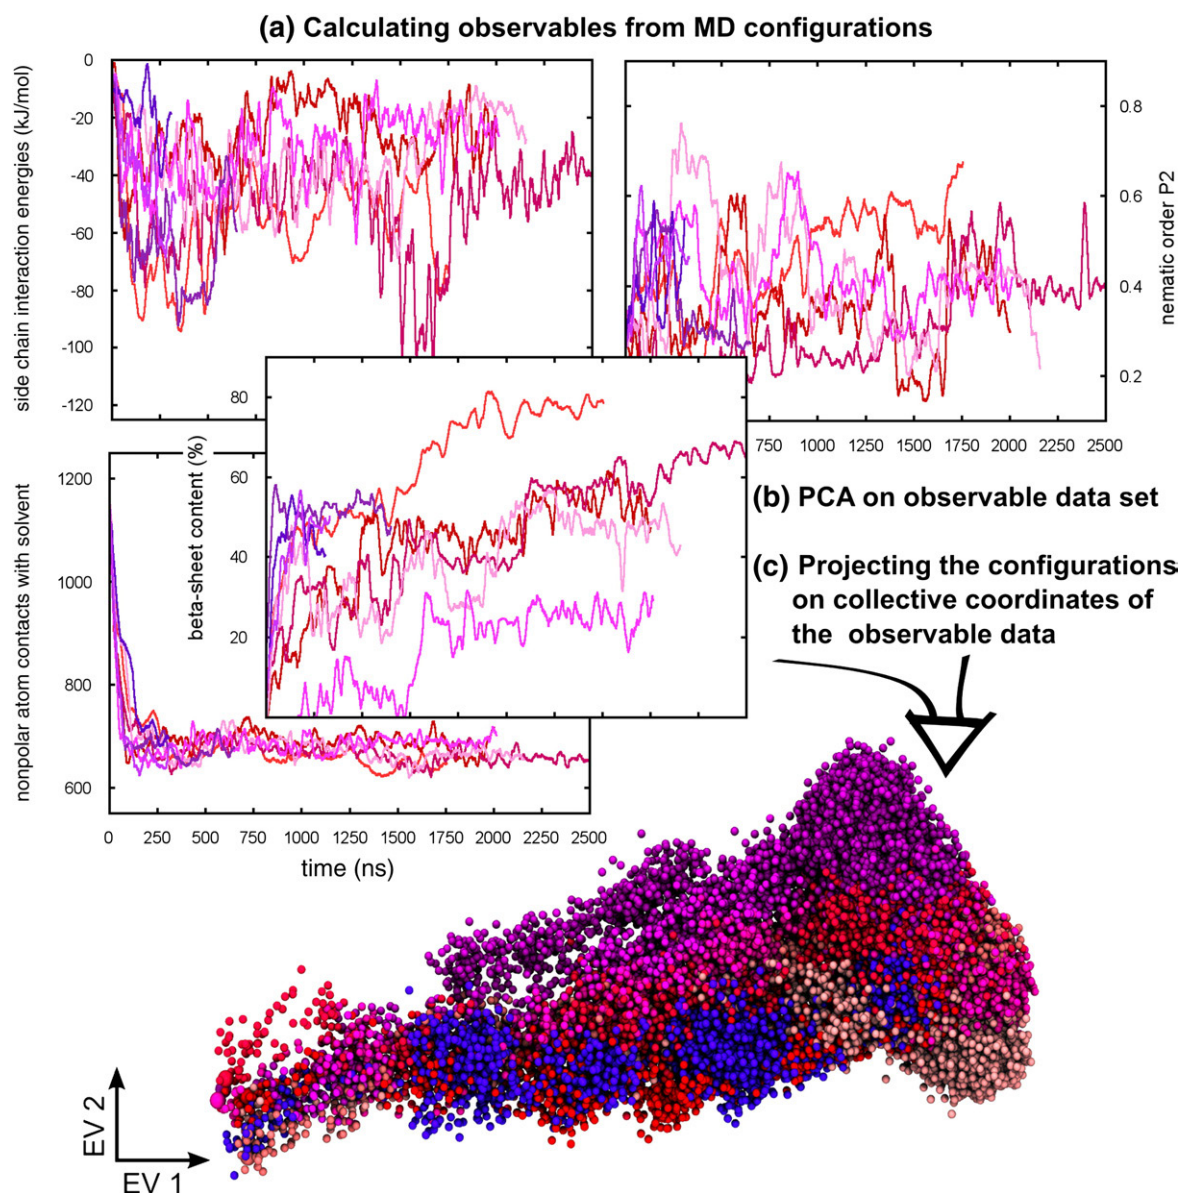 (a) Calculating observables from MD configurations
side chain interaction energies (kJ/mol)
0
-20
-40
-60
-80
-100
-120
nematic order P2
0.8
0.6
0.4
0.2
750 1000 1250 1500 1750 2000 2250 2500
beta-sheet content (%)
80
60
40
20
nonpolar atom contacts with solvent
1200
1000
800
600
0 250 500 750 1000 1250 1500 1750 2000 2250 2500
time (ns)
(b) PCA on observable data set
(c) Projecting the configurations
on collective coordinates of
the observable data
EV 2
EV 1